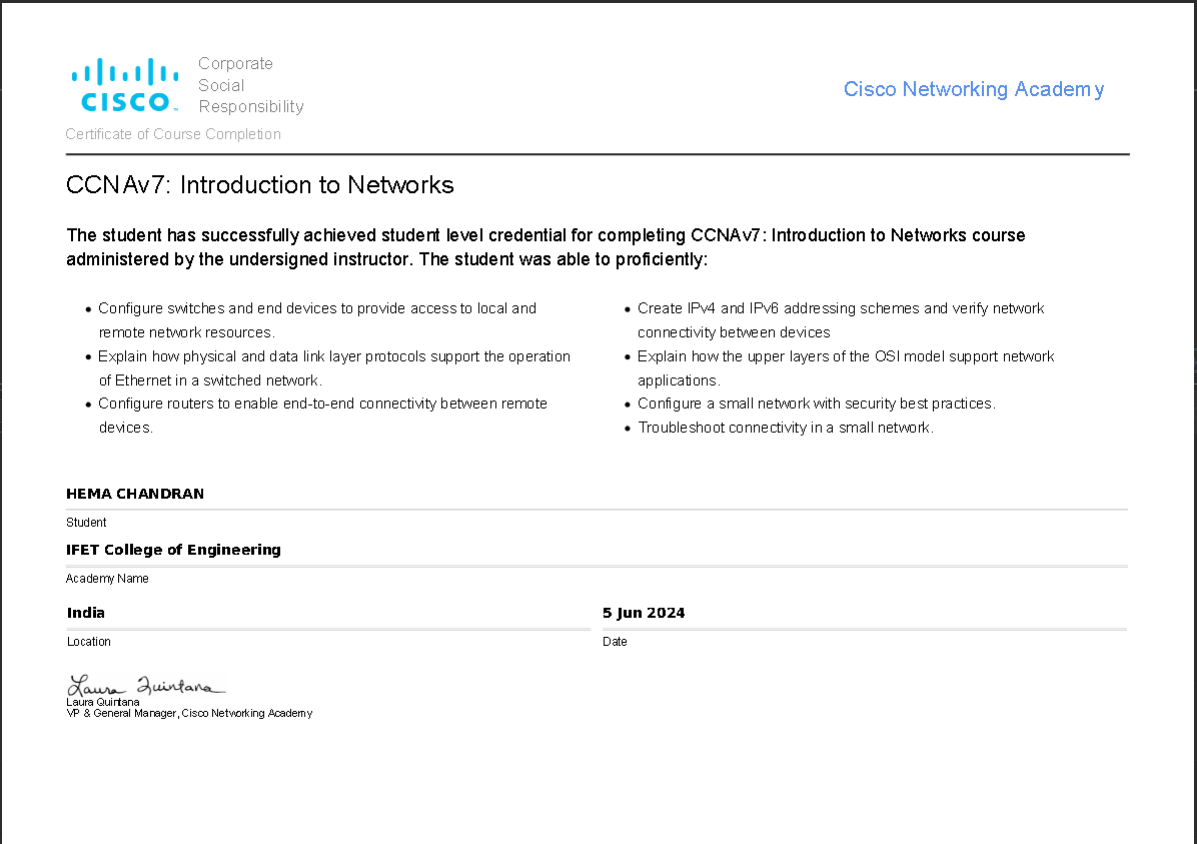 Corporate
Social
Responsibility
CISCO
Cisco Networking Academy
Certificate of Course Completion
CCNAv7: Introduction to Networks
The student has successfully achieved student level credential for completing CCNAv7: Introduction to Networks course
administered by the undersigned instructor. The student was able to proficiently:
• Configure switches and end devices to provide access to local and
remote network resources.
• Explain how physical and data link layer protocols support the operation
of Ethernet in a switched network.
• Configure routers to enable end-to-end connectivity between remote
devices.
• Create IPv4 and IPv6 addressing schemes and verify network
connectivity between devices
• Explain how the upper layers of the OSI model support network
applications.
• Configure a small network with security best practices.
• Troubleshoot connectivity in a small network.
HEMA CHANDRAN
Student
IFET College of Engineering
Academy Name
India
Location
5 Jun 2024
Date
Laura Quintana
Laura Quintana
VP & General Manager, Cisco Networking Academy